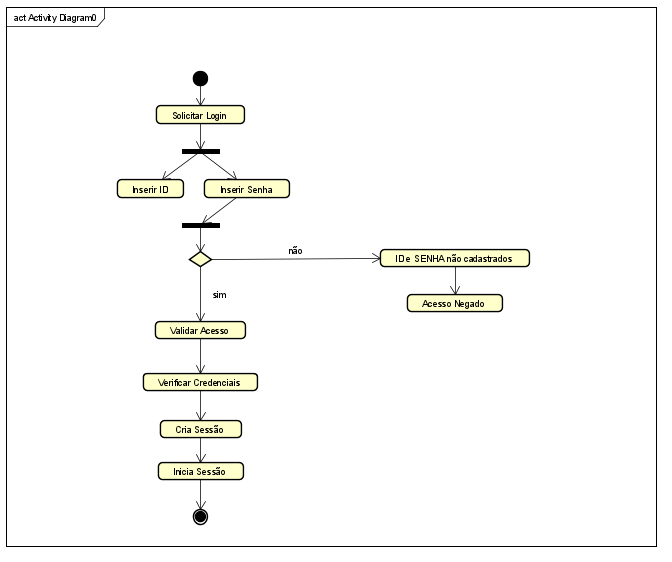 act Activity Diagram0
Solicitar Login
Inserir ID
Inserir Senha
não
ID e SENHA não cadastrados
sim
Acesso Negado
Validar Acesso
Verificar Credenciais
Cria Sessão
Inicia Sessão